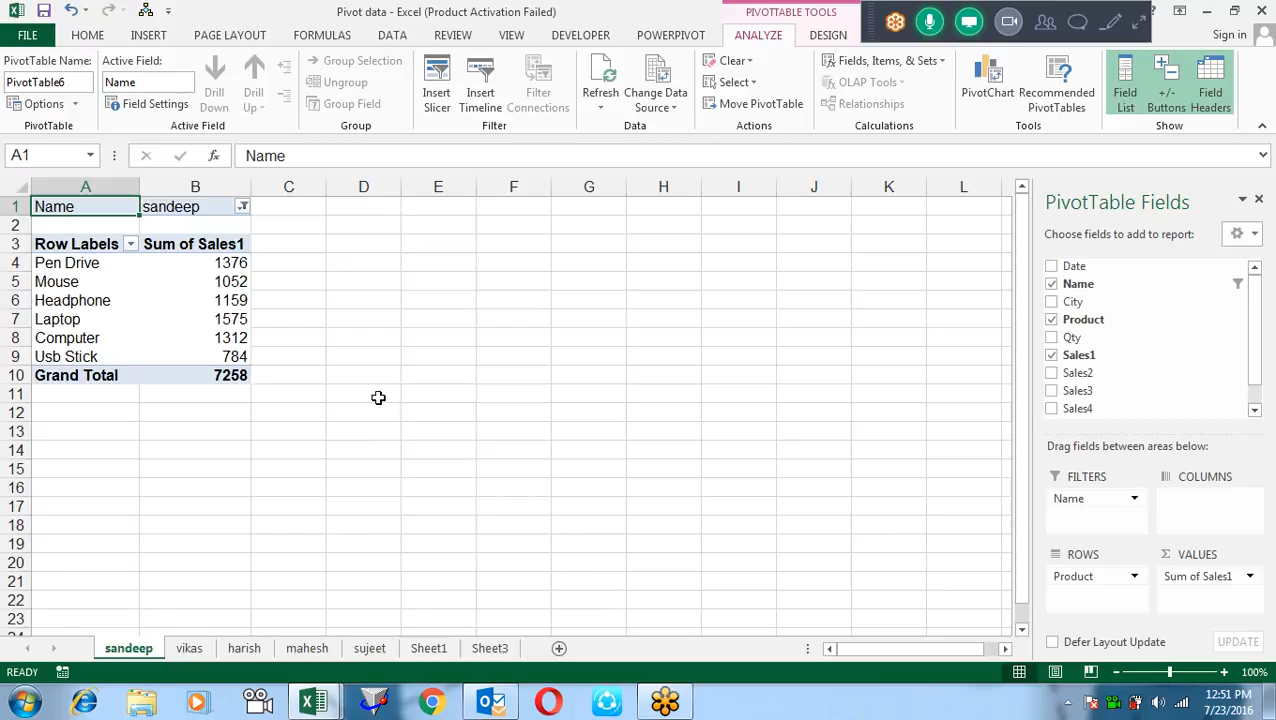 Pivot data - Excel (Product Activation Failed)
PIVOTTABLE TOOLS
FILE HOME INSERT PAGE LAYOUT FORMULAS DATA REVIEW VIEW DEVELOPER POWERPIVOT ANALYZE DESIGN
Sign in
PivotTable Name:
PivotTable6
Options
PivotTable
Active Field:
Name
Field Settings
Drill Down
Drill Up
Active Field
Group Selection
Ungroup
Group Field
Group
Insert Slicer
Insert Timeline
Filter Connections
Filter
Refresh
Change Data Source
Data
Clear
Select
Move PivotTable
Actions
Fields, Items, & Sets
OLAP Tools
Relationships
Calculations
PivotChart
Recommended PivotTables
Tools
Field List
+/- Buttons
Field Headers
Show
A1
fx
Name
A B C D E F G H I J K L
1 Name sandeep
2
3 Row Labels Sum of Sales1
4 Pen Drive 1376
5 Mouse 1052
6 Headphone 1159
7 Laptop 1575
8 Computer 1312
9 Usb Stick 784
10 Grand Total 7258
11
12
13
14
15
16
17
18
19
20
21
22
23
PivotTable Fields
Choose fields to add to report:
Date
Name
City
Product
Qty
Sales1
Sales2
Sales3
Sales4
Drag fields between areas below:
FILTERS
Name
COLUMNS
ROWS
Product
Σ VALUES
Sum of Sales1
Defer Layout Update
UPDATE
sandeep vikas harish mahesh sujeet Sheet1 Sheet3
READY
100%
12:51 PM
7/23/2016